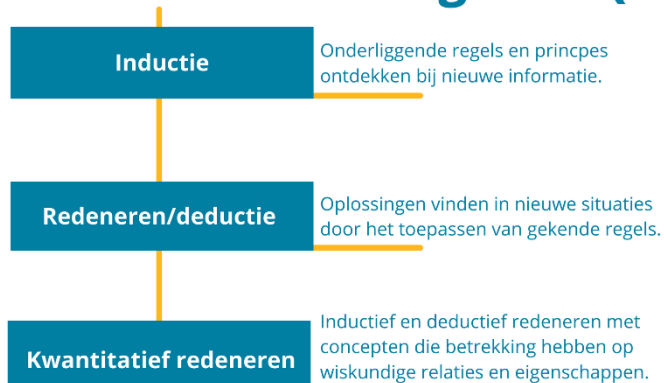 Inductie
Onderliggende regels en princpes
ontdekken bij nieuwe informatie.
Redeneren/deductie
Oplossingen vinden in nieuwe situaties
door het toepassen van gekende regels.
Kwantitatief redeneren
Inductief en deductief redeneren met
concepten die betrekking hebben op
wiskundige relaties en eigenschappen.